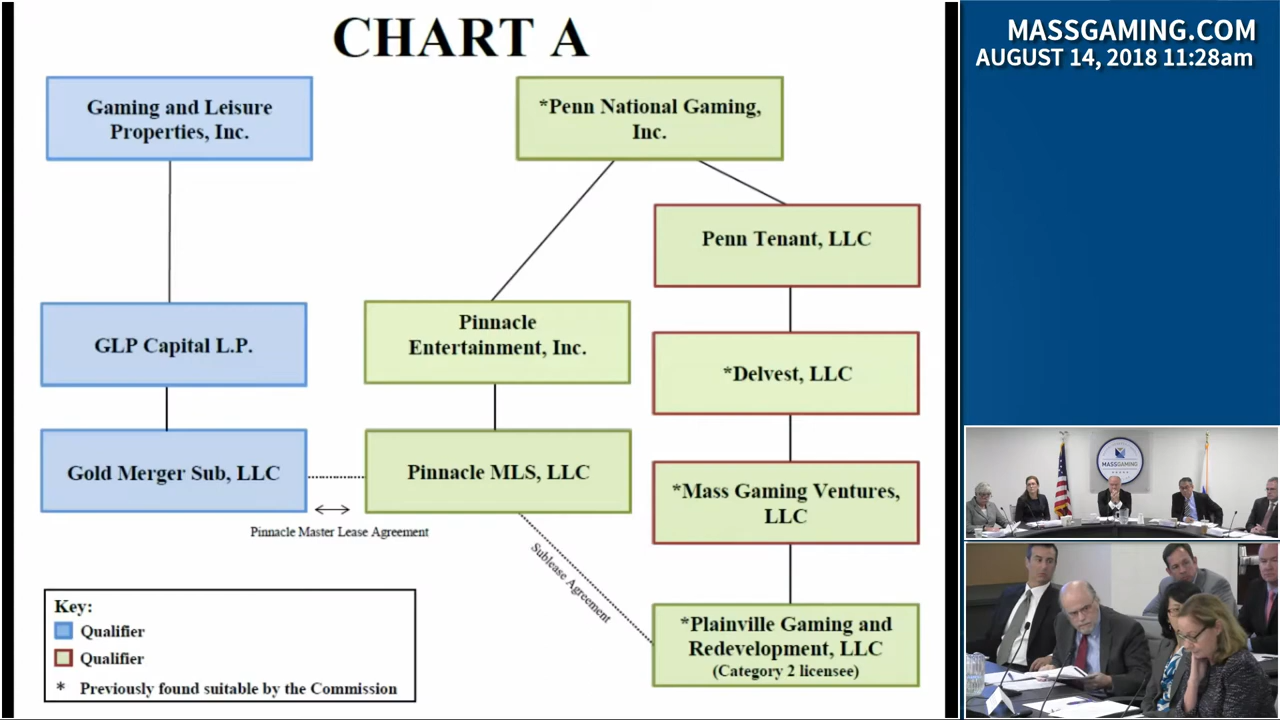 CHART A
MASSGAMING.COM
AUGUST 14, 2018 11:28am
Gaming and Leisure
Properties, Inc.
*Penn National Gaming,
Inc.
Penn Tenant, LLC
GLP Capital L.P.
Pinnacle
Entertainment, Inc.
*Delvest, LLC
Gold Merger Sub, LLC
Pinnacle MLS, LLC
*Mass Gaming Ventures,
LLC
Pinnacle Master Lease Agreement
Sublease Agreement
*Plainville Gaming and
Redevelopment, LLC
(Category 2 licensee)
Key:
Qualifier
Qualifier
* Previously found suitable by the Commission
MASSGAMING